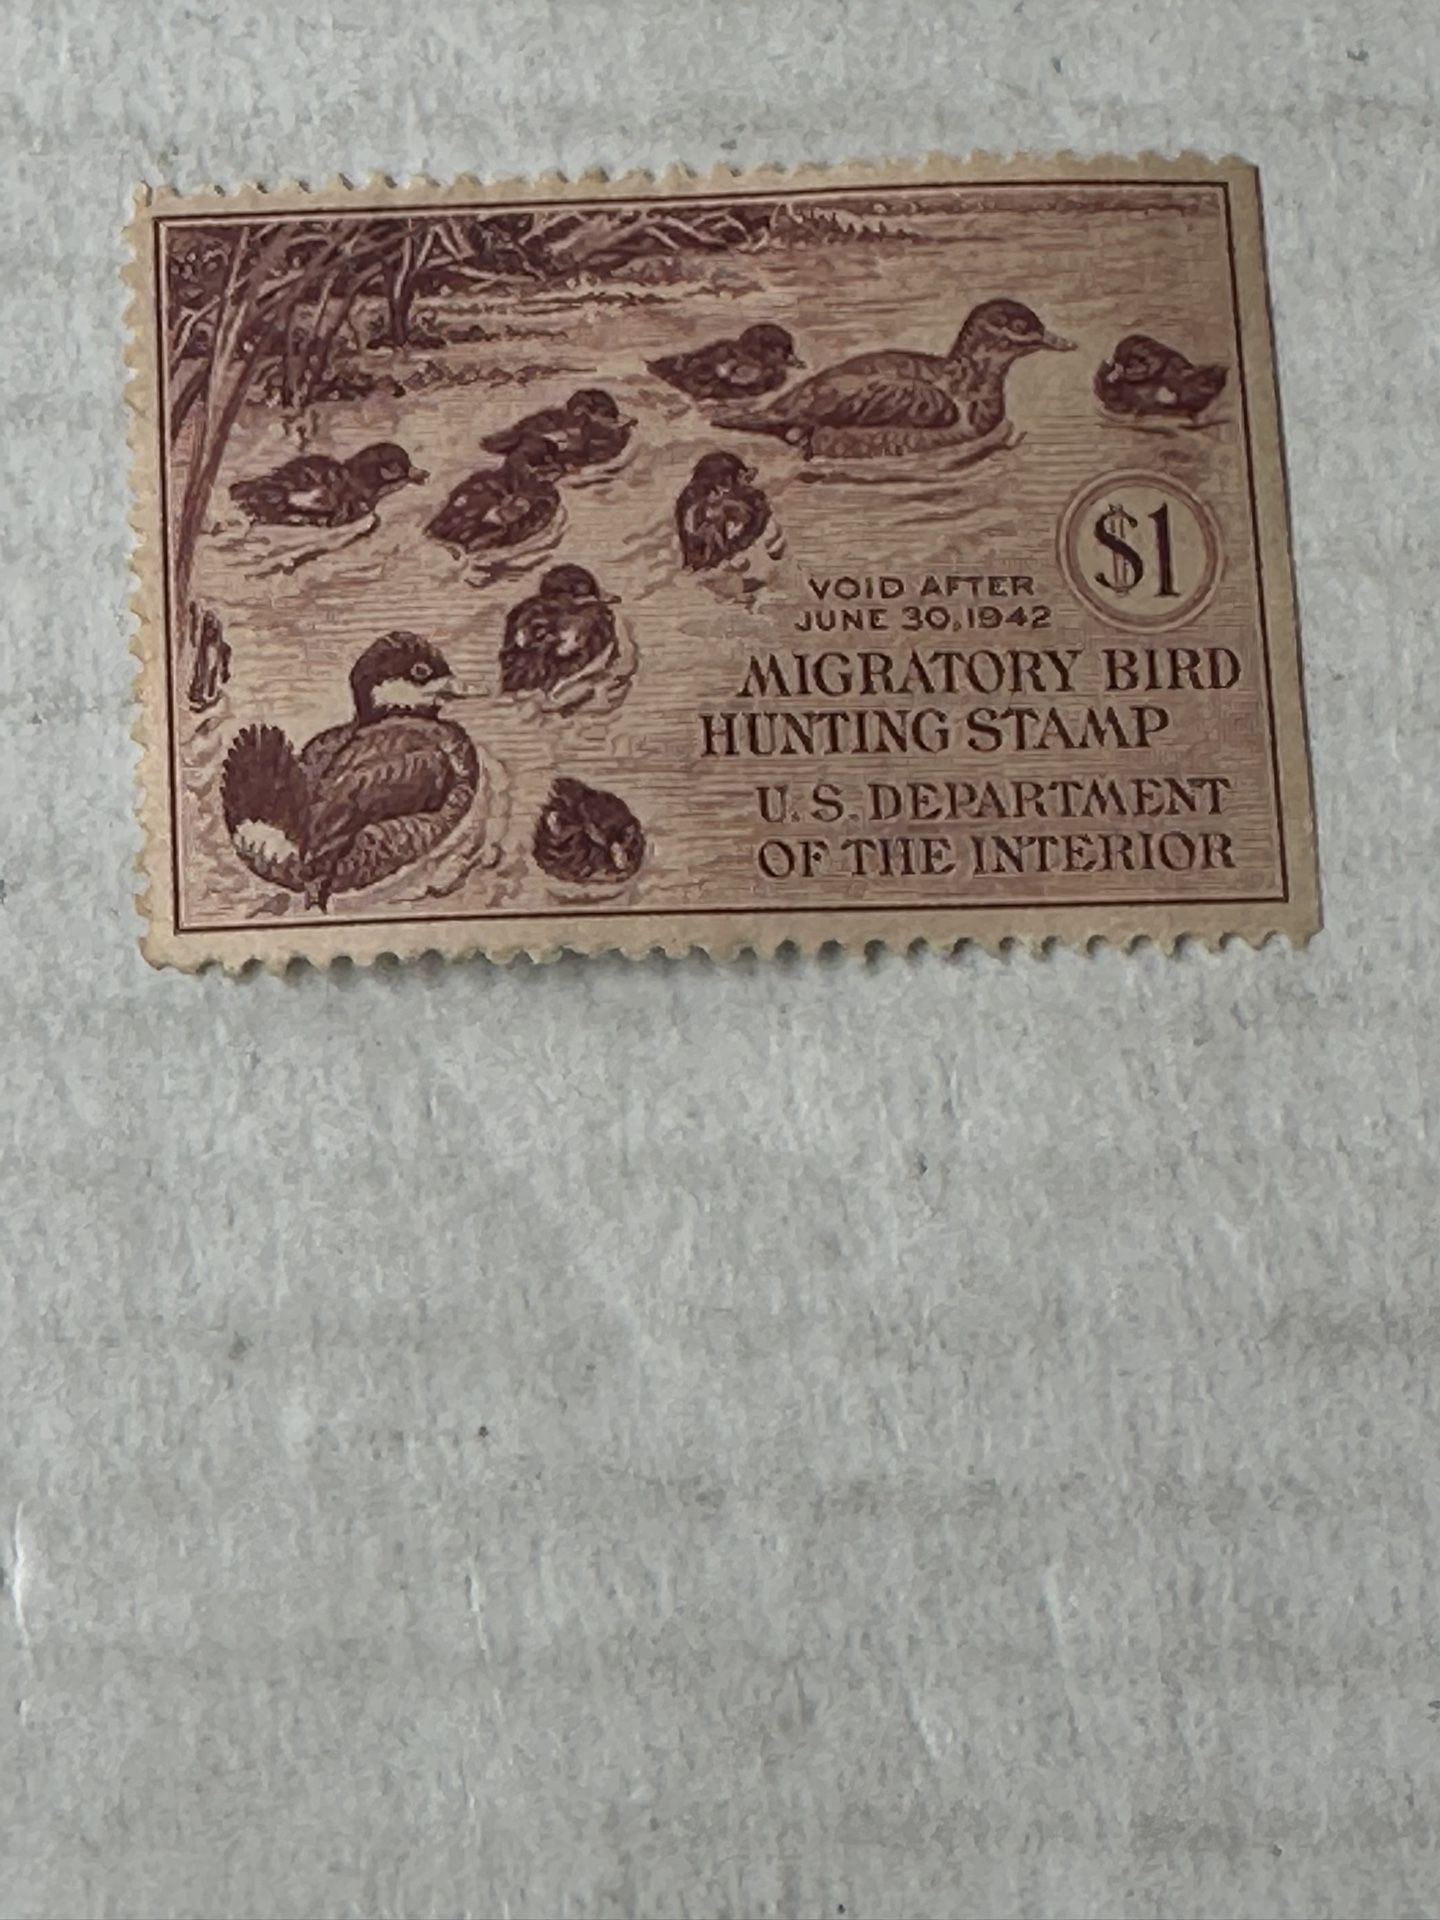 $1
VOID AFTER
JUNE 30, 1942
MIGRATORY BIRD
HUNTING STAMP
U.S. DEPARTMENT
OF THE INTERIOR